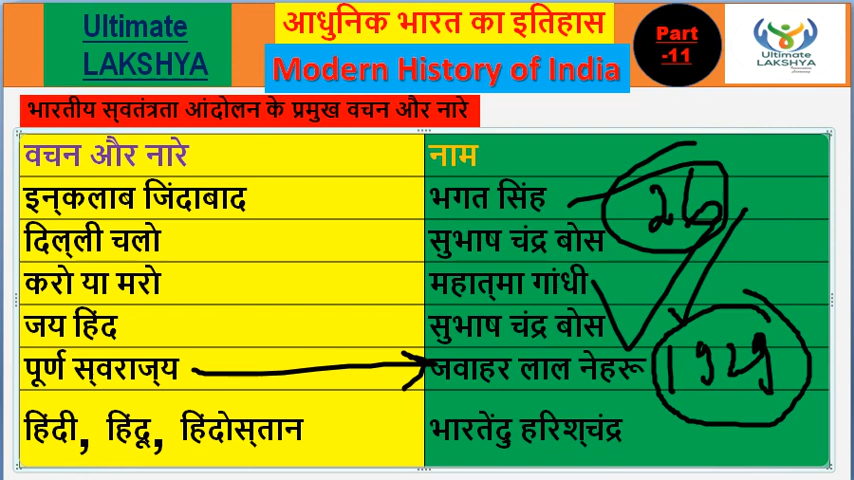 Ultimate
LAKSHYA
आधुनिक भारत का इतिहास
Modern History of India
Part
-11
Ultimate
LAKSHYA
भारतीय स्वतंत्रता आंदोलन के प्रमुख वचन और नारे
वचन और नारे नाम
इन्कलाब जिंदाबाद भगत सिंह
26
दिल्ली चलो सुभाष चंद्र बोस
करो या मरो महात्मा गांधी
जय हिंद सुभाष चंद्र बोस
पूर्ण स्वराज्य जवाहर लाल नेहरू
1929
हिंदी, हिंदू, हिंदोस्तान भारतेंदु हरिश्चंद्र